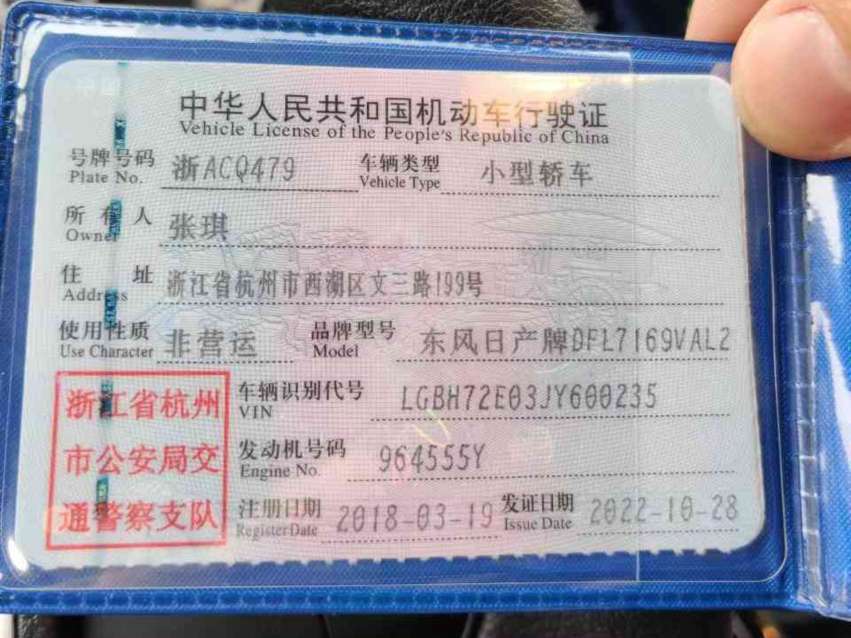 中华人民共和国机动车行驶证
Vehicle License of the People's Republic of China
号牌号码 浙ACQ479 车辆类型 小型轿车
Plate No. Vehicle Type
所有人 张琪
Owner
住址 浙江省杭州市西湖区文三路199号
Address
使用性质 非营运 品牌型号 东风日产牌DFL7169VAL2
Use Character Model
浙江省杭州 车辆识别代号 LGBH72E03JY600235
VIN
市公安局交 发动机号码 964555Y
Engine No.
通警察支队 注册日期 2018-03-19 发证日期 2022-10-28
Register Date Issue Date